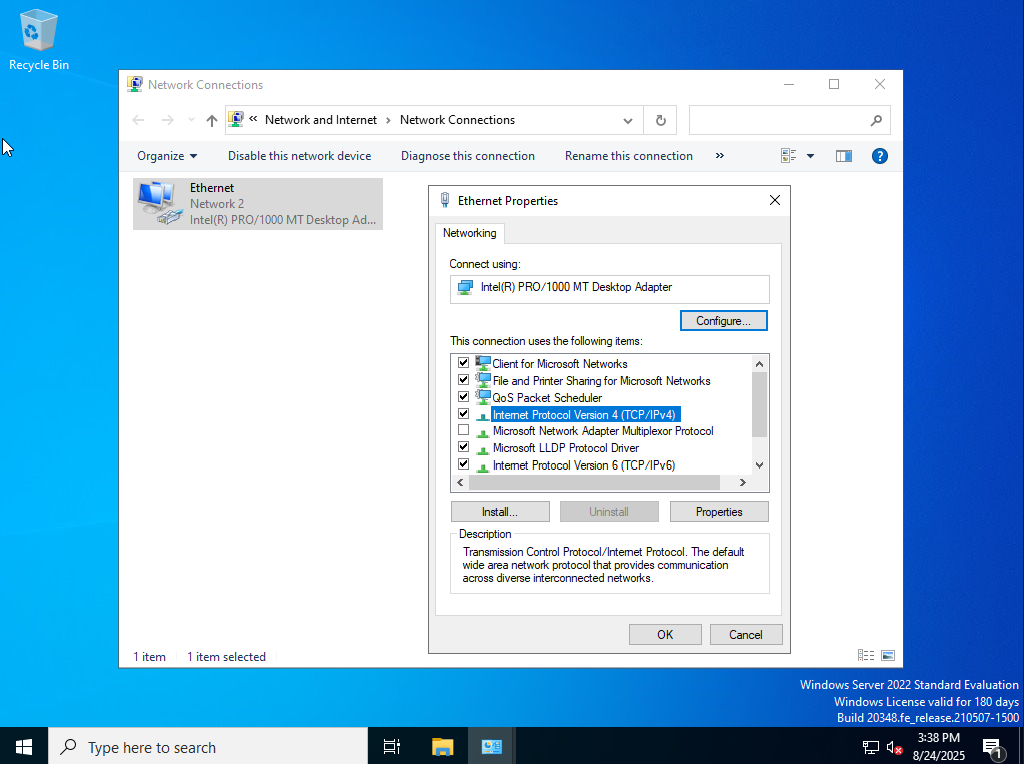 Recycle Bin
Network Connections
« Network and Internet › Network Connections
Organize Disable this network device Diagnose this connection Rename this connection »
Ethernet
Network 2
Intel(R) PRO/1000 MT Desktop Ad...
Ethernet Properties
Networking
Connect using:
Intel(R) PRO/1000 MT Desktop Adapter
Configure...
This connection uses the following items:
Client for Microsoft Networks
File and Printer Sharing for Microsoft Networks
QoS Packet Scheduler
Internet Protocol Version 4 (TCP/IPv4)
Microsoft Network Adapter Multiplexor Protocol
Microsoft LLDP Protocol Driver
Internet Protocol Version 6 (TCP/IPv6)
Install... Uninstall Properties
Description
Transmission Control Protocol/Internet Protocol. The default
wide area network protocol that provides communication
across diverse interconnected networks.
OK Cancel
1 item 1 item selected
Windows Server 2022 Standard Evaluation
Windows License valid for 180 days
Build 20348.fe_release.210507-1500
Type here to search
3:38 PM
8/24/2025
1